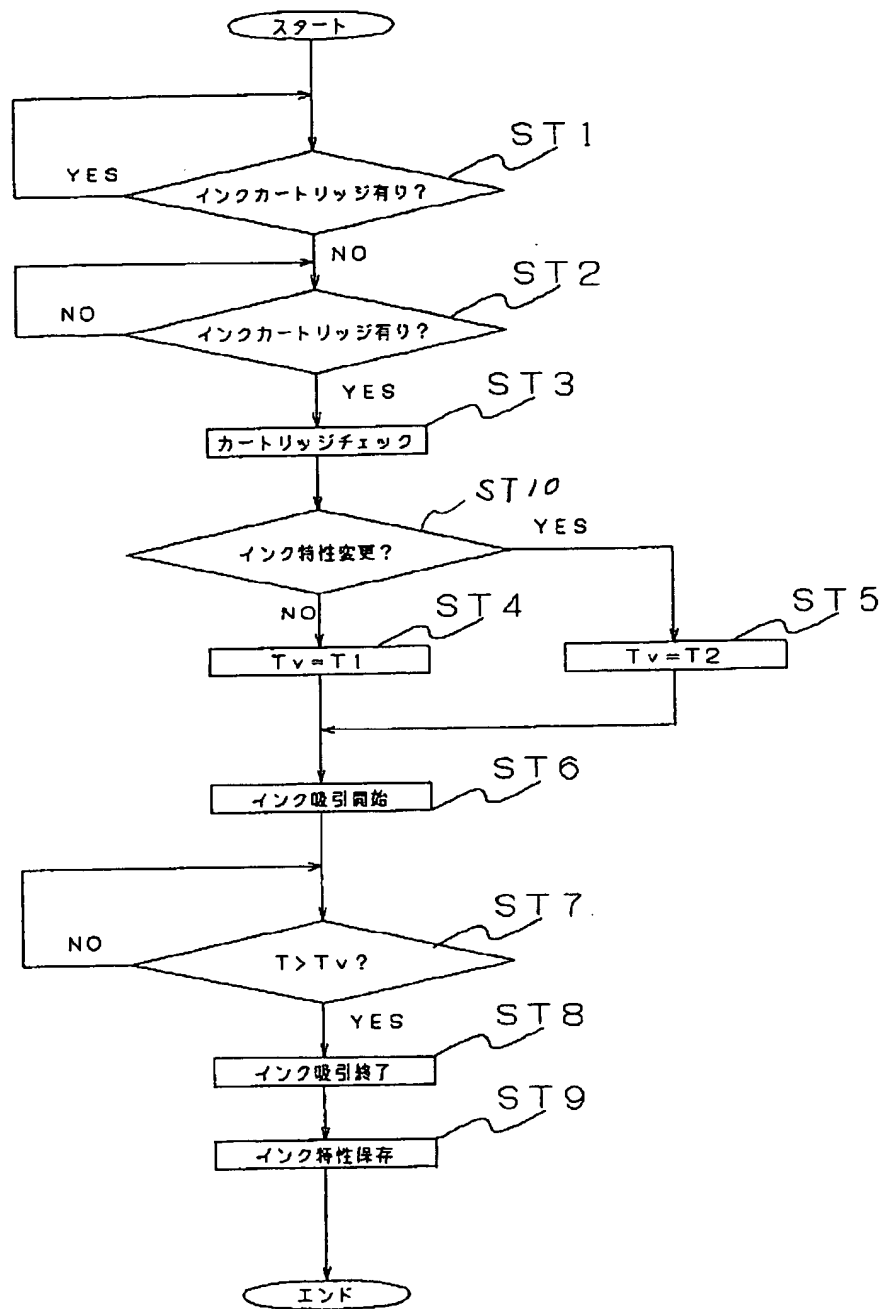 スタート
ST1
YES
インクカートリッジ有り?
NO
ST2
NO
インクカートリッジ有り?
YES
ST3
カートリッジチェック
ST10
YES
インク特性変更?
NO
ST4
ST5
Tv=T1
Tv=T2
ST6
インク吸引開始
ST7
NO
T>Tv?
YES
ST8
インク吸引終了
ST9
インク特性保存
エンド